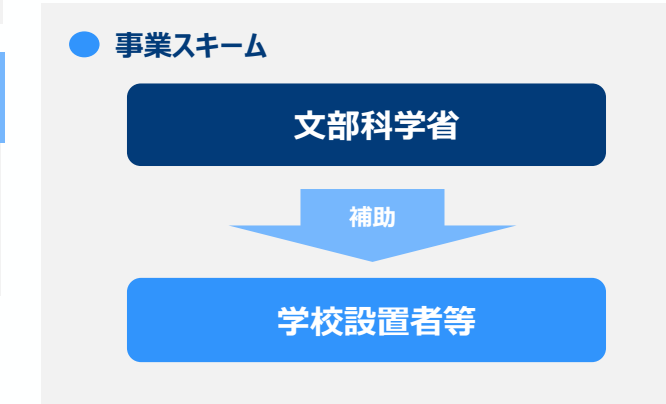 事業スキーム
文部科学省
補助
学校設置者等